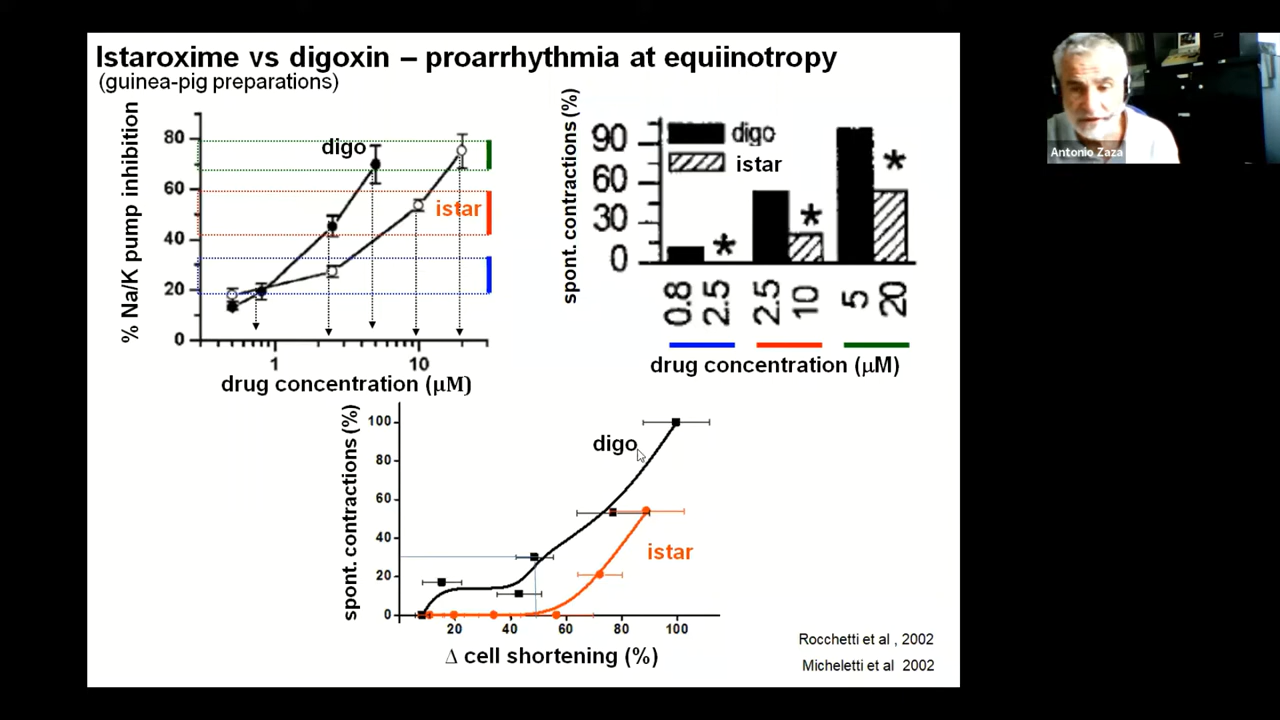 Istaroxime vs digoxin – proarrhythmia at equiinotropy
(guinea-pig preparations)
Antonio Zaza
% Na/K pump inhibition
80
60
40
20
0
digo
istar
1
10
drug concentration (µM)
spont. contractions (%)
90
60
30
0
digo
istar
*
*
*
0.8
2.5
2.5
10
5
20
drug concentration (µM)
spont. contractions (%)
100
80
60
40
20
0
digo
istar
20
40
60
80
100
Δ cell shortening (%)
Rocchetti et al , 2002
Micheletti et al 2002